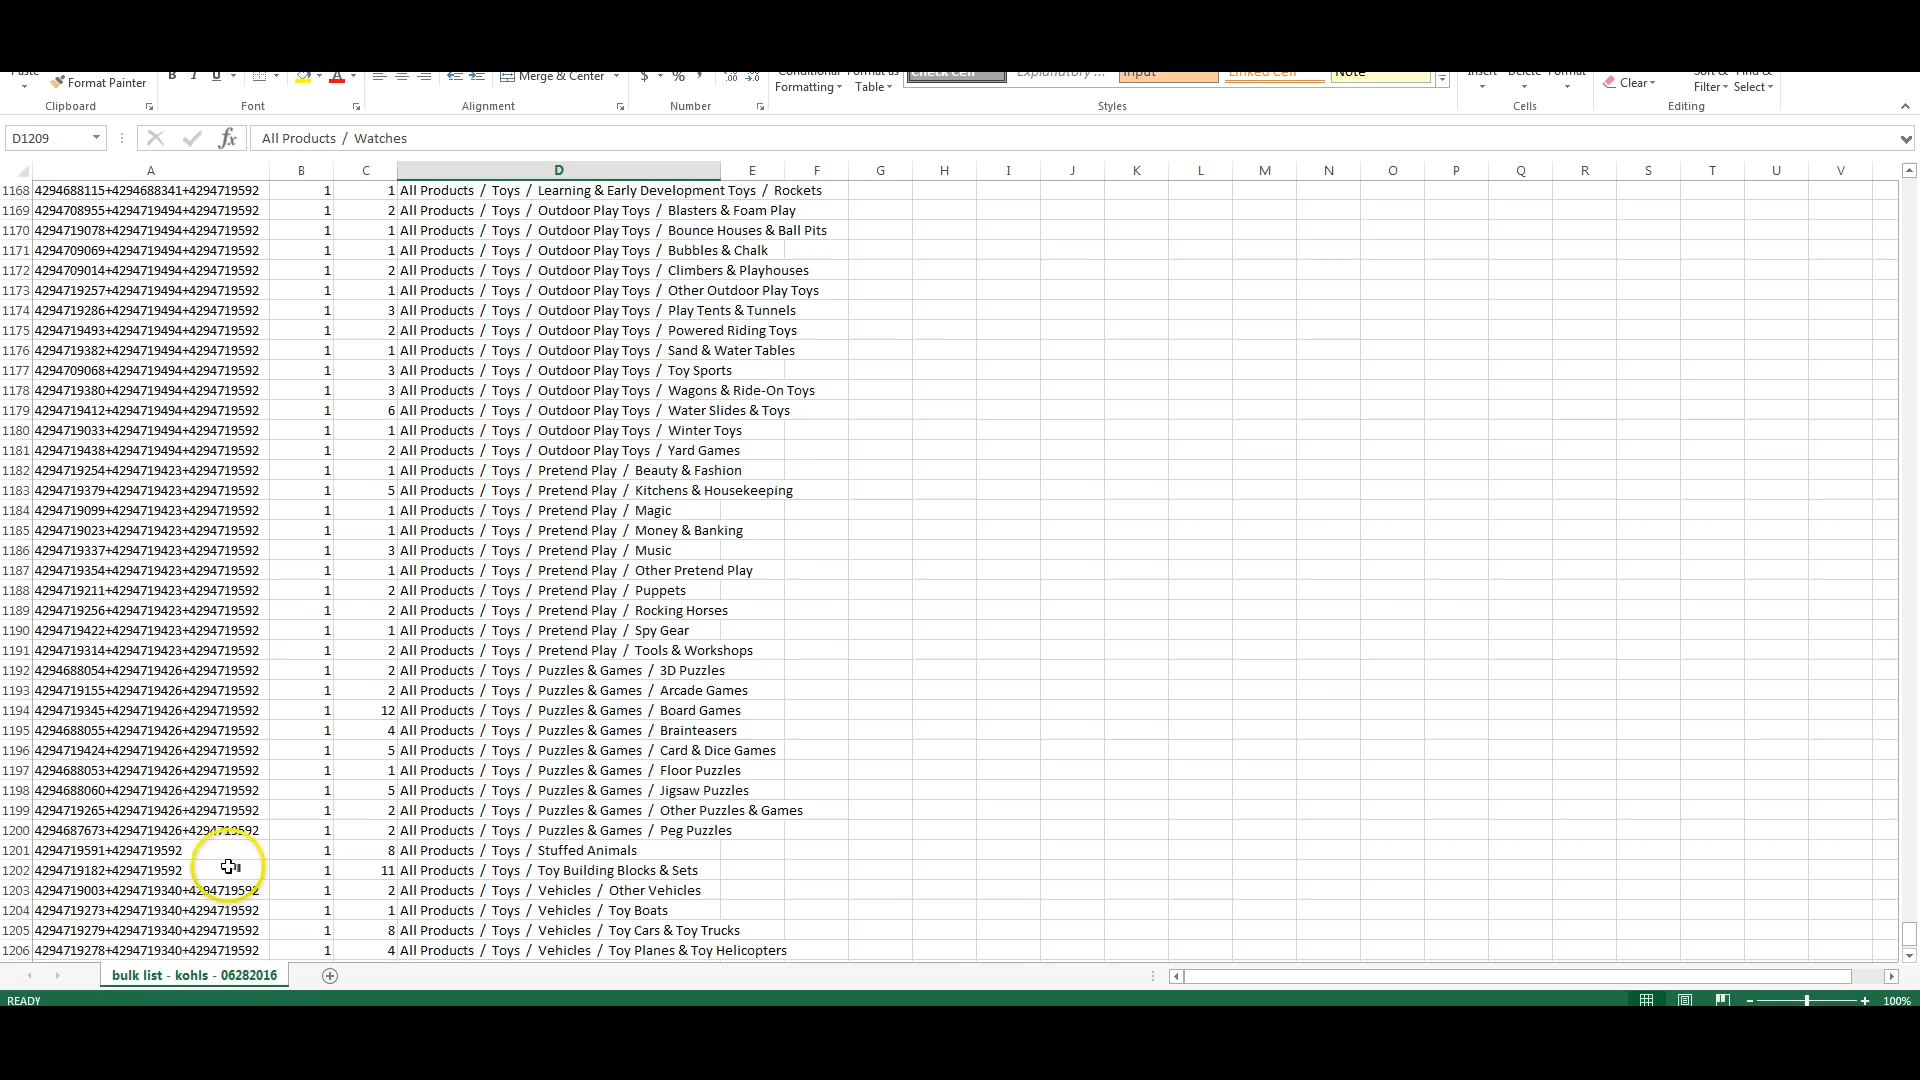 Paste Format Painter B I U Merge & Center $ % , Conditional Format as Check Cell Explanatory ... Input Linked Cell Note Insert Delete Format Clear Sort & Find &
Formatting Table Filter Select
Clipboard Font Alignment Number Styles Cells Editing
D1209 fx All Products / Watches
A B C D E F G H I J K L M N O P Q R S T U V
1168 4294688115+4294688341+4294719592 1 1 All Products / Toys / Learning & Early Development Toys / Rockets
1169 4294708955+4294719494+4294719592 1 2 All Products / Toys / Outdoor Play Toys / Blasters & Foam Play
1170 4294719078+4294719494+4294719592 1 1 All Products / Toys / Outdoor Play Toys / Bounce Houses & Ball Pits
1171 4294709069+4294719494+4294719592 1 1 All Products / Toys / Outdoor Play Toys / Bubbles & Chalk
1172 4294709014+4294719494+4294719592 1 2 All Products / Toys / Outdoor Play Toys / Climbers & Playhouses
1173 4294719257+4294719494+4294719592 1 1 All Products / Toys / Outdoor Play Toys / Other Outdoor Play Toys
1174 4294719286+4294719494+4294719592 1 3 All Products / Toys / Outdoor Play Toys / Play Tents & Tunnels
1175 4294719493+4294719494+4294719592 1 2 All Products / Toys / Outdoor Play Toys / Powered Riding Toys
1176 4294719382+4294719494+4294719592 1 1 All Products / Toys / Outdoor Play Toys / Sand & Water Tables
1177 4294709068+4294719494+4294719592 1 3 All Products / Toys / Outdoor Play Toys / Toy Sports
1178 4294719380+4294719494+4294719592 1 3 All Products / Toys / Outdoor Play Toys / Wagons & Ride-On Toys
1179 4294719412+4294719494+4294719592 1 6 All Products / Toys / Outdoor Play Toys / Water Slides & Toys
1180 4294719033+4294719494+4294719592 1 1 All Products / Toys / Outdoor Play Toys / Winter Toys
1181 4294719438+4294719494+4294719592 1 2 All Products / Toys / Outdoor Play Toys / Yard Games
1182 4294719254+4294719423+4294719592 1 1 All Products / Toys / Pretend Play / Beauty & Fashion
1183 4294719379+4294719423+4294719592 1 5 All Products / Toys / Pretend Play / Kitchens & Housekeeping
1184 4294719099+4294719423+4294719592 1 1 All Products / Toys / Pretend Play / Magic
1185 4294719023+4294719423+4294719592 1 1 All Products / Toys / Pretend Play / Money & Banking
1186 4294719337+4294719423+4294719592 1 3 All Products / Toys / Pretend Play / Music
1187 4294719354+4294719423+4294719592 1 1 All Products / Toys / Pretend Play / Other Pretend Play
1188 4294719211+4294719423+4294719592 1 2 All Products / Toys / Pretend Play / Puppets
1189 4294719256+4294719423+4294719592 1 2 All Products / Toys / Pretend Play / Rocking Horses
1190 4294719422+4294719423+4294719592 1 1 All Products / Toys / Pretend Play / Spy Gear
1191 4294719314+4294719423+4294719592 1 2 All Products / Toys / Pretend Play / Tools & Workshops
1192 4294688054+4294719426+4294719592 1 2 All Products / Toys / Puzzles & Games / 3D Puzzles
1193 4294719155+4294719426+4294719592 1 2 All Products / Toys / Puzzles & Games / Arcade Games
1194 4294719345+4294719426+4294719592 1 12 All Products / Toys / Puzzles & Games / Board Games
1195 4294688055+4294719426+4294719592 1 4 All Products / Toys / Puzzles & Games / Brainteasers
1196 4294719424+4294719426+4294719592 1 5 All Products / Toys / Puzzles & Games / Card & Dice Games
1197 4294688053+4294719426+4294719592 1 1 All Products / Toys / Puzzles & Games / Floor Puzzles
1198 4294688060+4294719426+4294719592 1 5 All Products / Toys / Puzzles & Games / Jigsaw Puzzles
1199 4294719265+4294719426+4294719592 1 2 All Products / Toys / Puzzles & Games / Other Puzzles & Games
1200 4294687673+4294719426+4294719592 1 2 All Products / Toys / Puzzles & Games / Peg Puzzles
1201 4294719591+4294719592 1 8 All Products / Toys / Stuffed Animals
1202 4294719182+4294719592 1 11 All Products / Toys / Toy Building Blocks & Sets
1203 4294719003+4294719340+4294719592 1 2 All Products / Toys / Vehicles / Other Vehicles
1204 4294719273+4294719340+4294719592 1 1 All Products / Toys / Vehicles / Toy Boats
1205 4294719279+4294719340+4294719592 1 8 All Products / Toys / Vehicles / Toy Cars & Toy Trucks
1206 4294719278+4294719340+4294719592 1 4 All Products / Toys / Vehicles / Toy Planes & Toy Helicopters
bulk list - kohls - 06282016
READY 100%